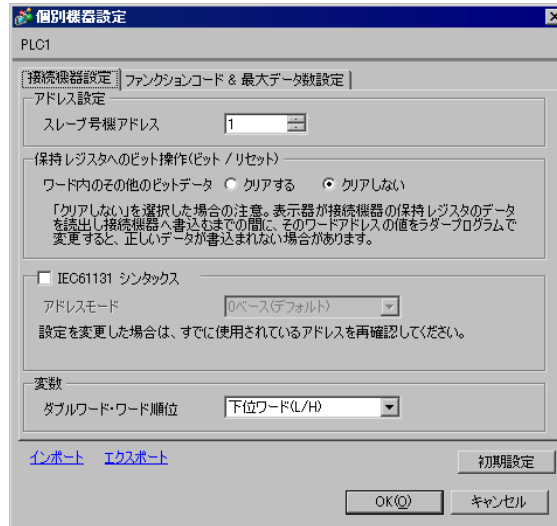 個別機器設定
PLC1
接続機器設定 ファンクションコード & 最大データ数設定
アドレス設定
スレーブ号機アドレス 1
保持レジスタへのビット操作(ビット / リセット)
ワード内のその他のビットデータ クリアする クリアしない
「クリアしない」を選択した場合の注意。表示器が接続機器の保持レジスタのデータ
を読出し接続機器へ書込むまでの間に、そのワードアドレスの値をラダープログラムで
変更すると、正しいデータが書込まれない場合があります。
IEC61131 シンタックス
アドレスモード 0ベース(デフォルト)
設定を変更した場合は、すでに使用されているアドレスを再確認してください。
変数
ダブルワード・ワード順位 下位ワード(L/H)
インポート エクスポート 初期設定
OK(O) キャンセル